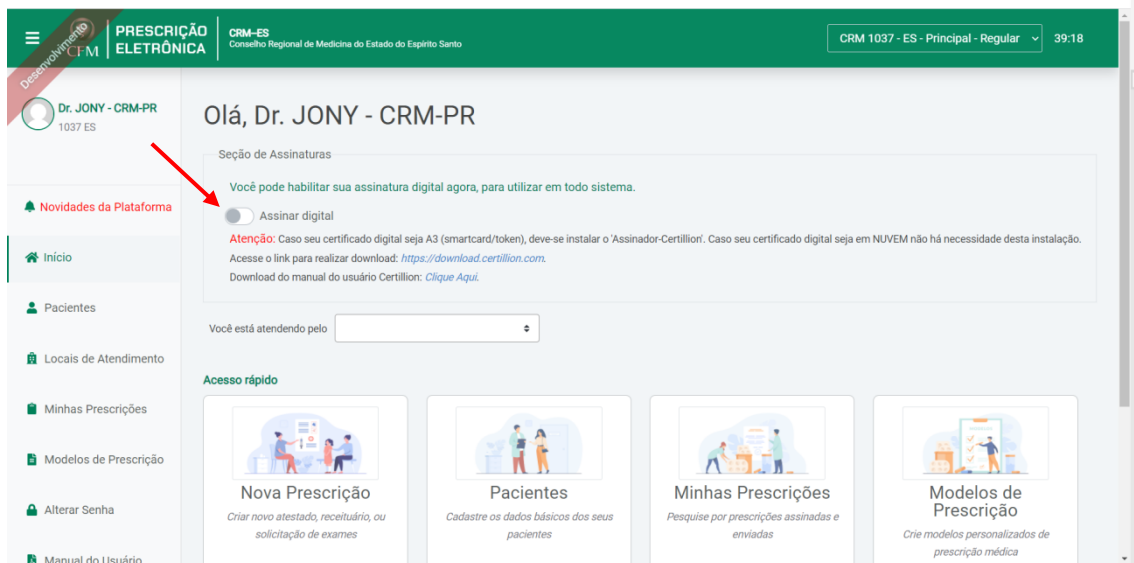 Desenvolvimento
CFM
PRESCRIÇÃO
ELETRÔNICA
CRM–ES
Conselho Regional de Medicina do Estado do Espírito Santo
CRM 1037 - ES - Principal - Regular
39:18
Dr. JONY - CRM-PR
1037 ES
Novidades da Plataforma
Início
Pacientes
Locais de Atendimento
Minhas Prescrições
Modelos de Prescrição
Alterar Senha
Manual do Usuário
Olá, Dr. JONY - CRM-PR
Seção de Assinaturas
Você pode habilitar sua assinatura digital agora, para utilizar em todo sistema.
Assinar digital
Atenção: Caso seu certificado digital seja A3 (smartcard/token), deve-se instalar o 'Assinador-Certillion'. Caso seu certificado digital seja em NUVEM não há necessidade desta instalação.
Acesse o link para realizar download: https://download.certillion.com.
Download do manual do usuário Certillion: Clique Aqui.
Você está atendendo pelo
Acesso rápido
Nova Prescrição
Criar novo atestado, receituário, ou
solicitação de exames
Pacientes
Cadastre os dados básicos dos seus
pacientes
Minhas Prescrições
Pesquise por prescrições assinadas e
enviadas
Modelos de
Prescrição
Crie modelos personalizados de
prescrição médica